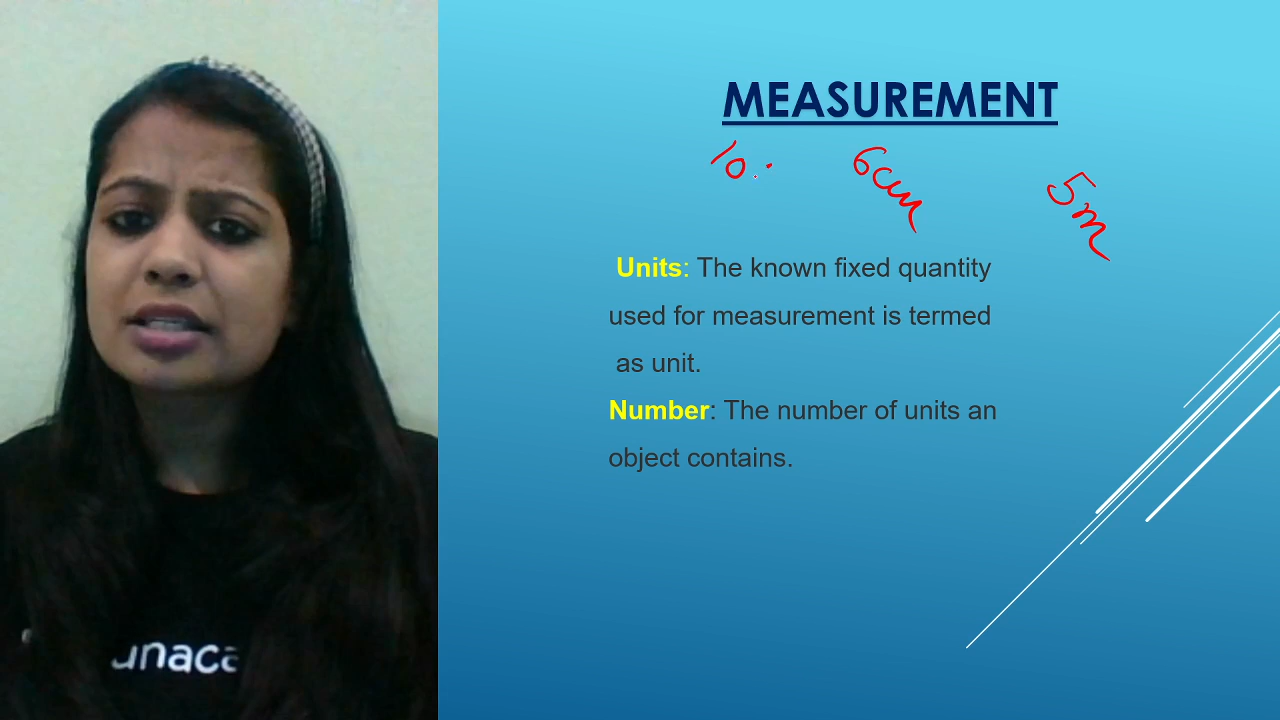 MEASUREMENT
10. 6cm 5m
Units: The known fixed quantity
used for measurement is termed
as unit.
Number: The number of units an
object contains.
unaca